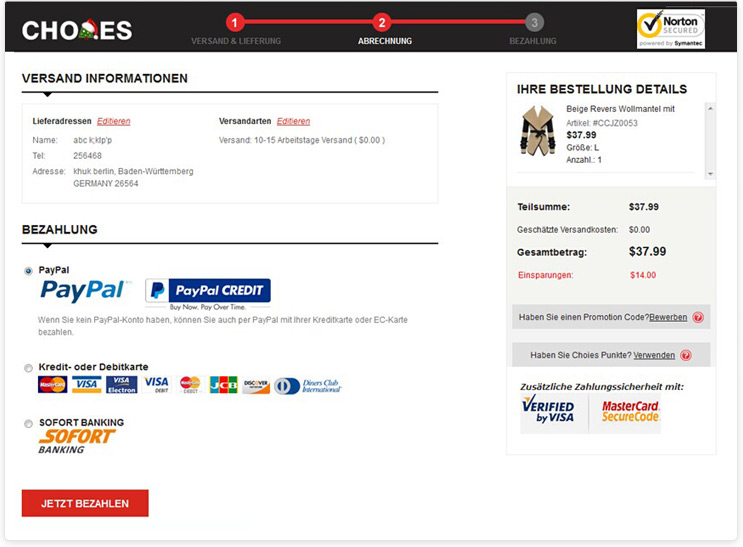 CHOIES
1
2
3
VERSAND & LIEFERUNG
ABRECHNUNG
BEZAHLUNG
Norton
SECURED
powered by Symantec
VERSAND INFORMATIONEN
Lieferadressen Editieren
Versandarten Editieren
Name: abc k;klp'p
Versand: 10-15 Arbeitstage Versand ( $0.00 )
Tel: 256468
Adresse: khuk berlin, Baden-Württemberg
GERMANY 26564
BEZAHLUNG
PayPal
PayPal
PayPal CREDIT
Buy Now. Pay Over Time.
Wenn Sie kein PayPal-Konto haben, können Sie auch per PayPal mit Ihrer Kreditkarte oder EC-Karte
bezahlen.
Kredit- oder Debitkarte
MasterCard VISA VISA Electron VISA DEBIT MasterCard DEBIT JCB DISCOVER Diners Club International
SOFORT BANKING
SOFORT
BANKING
JETZT BEZAHLEN
IHRE BESTELLUNG DETAILS
Beige Revers Wollmantel mit
Artikel: #CCJZ0053
$37.99
Größe: L
Anzahl.: 1
Teilsumme: $37.99
Geschätzte Versandkosten: $0.00
Gesamtbetrag: $37.99
Einsparungen: $14.00
Haben Sie einen Promotion Code?Bewerben ?
Haben Sie Choies Punkte? Verwenden ?
Zusätzliche Zahlungssicherheit mit:
VERIFIED
by VISA
MasterCard.
SecureCode.